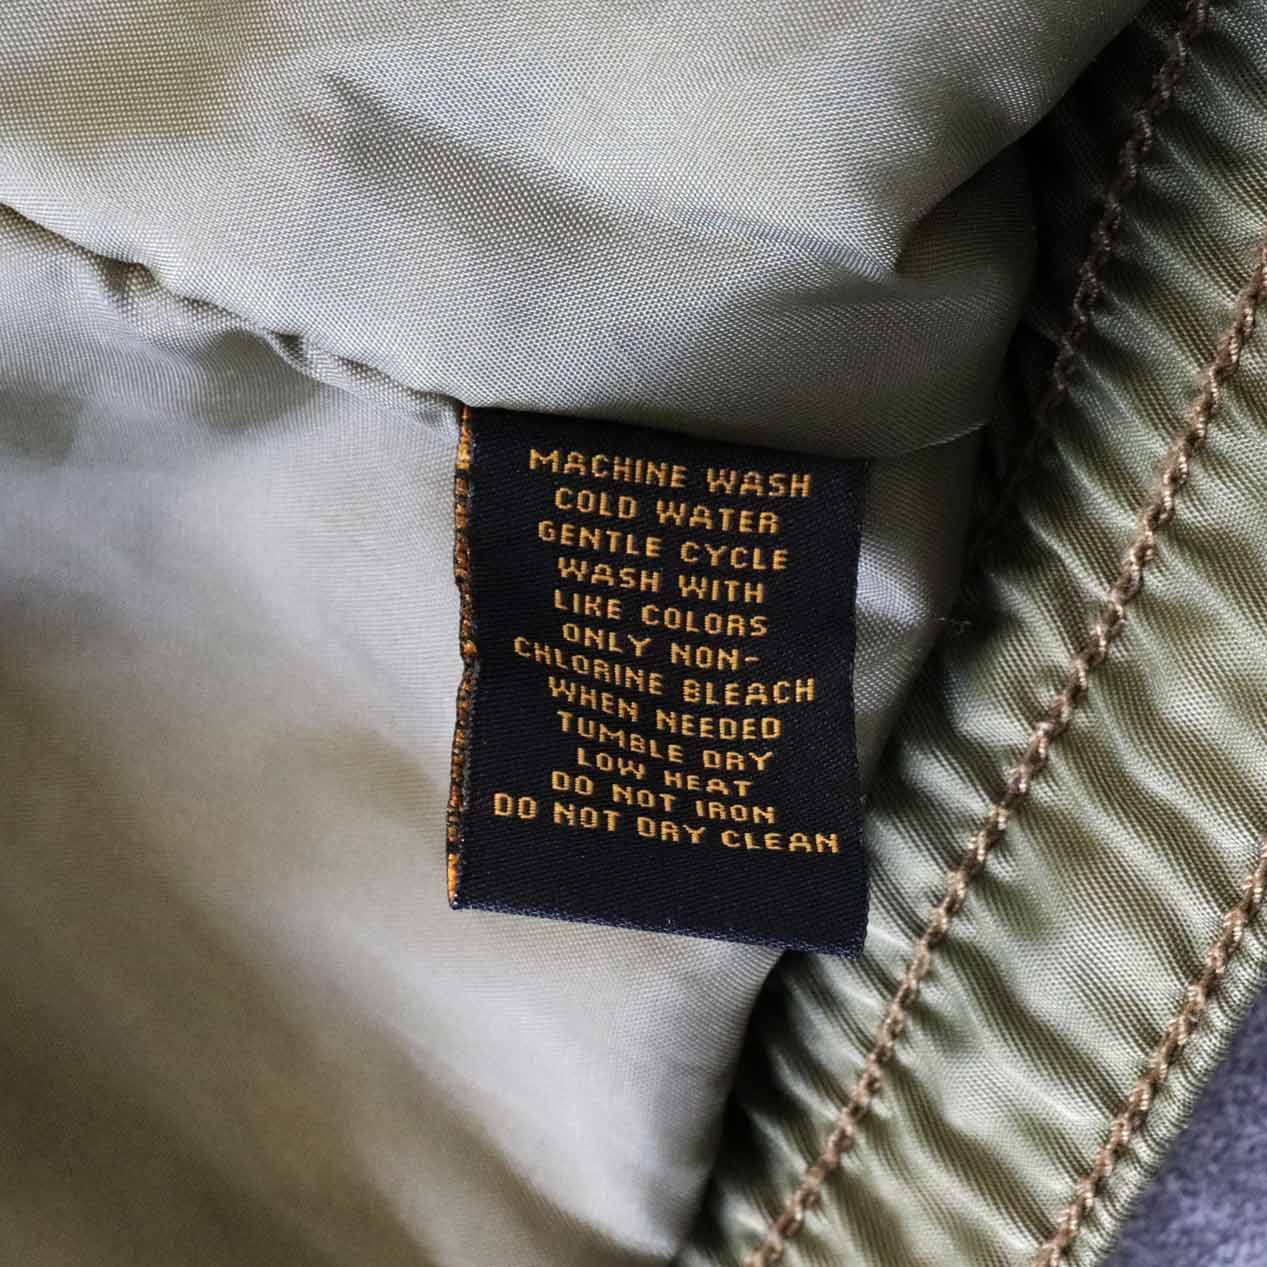 MACHINE WASH
COLD WATER
GENTLE CYCLE
WASH WITH
LIKE COLORS
ONLY NON-
CHLORINE BLEACH
WHEN NEEDED
TUMBLE DRY
LOW HEAT
DO NOT IRON
DO NOT DRY CLEAN